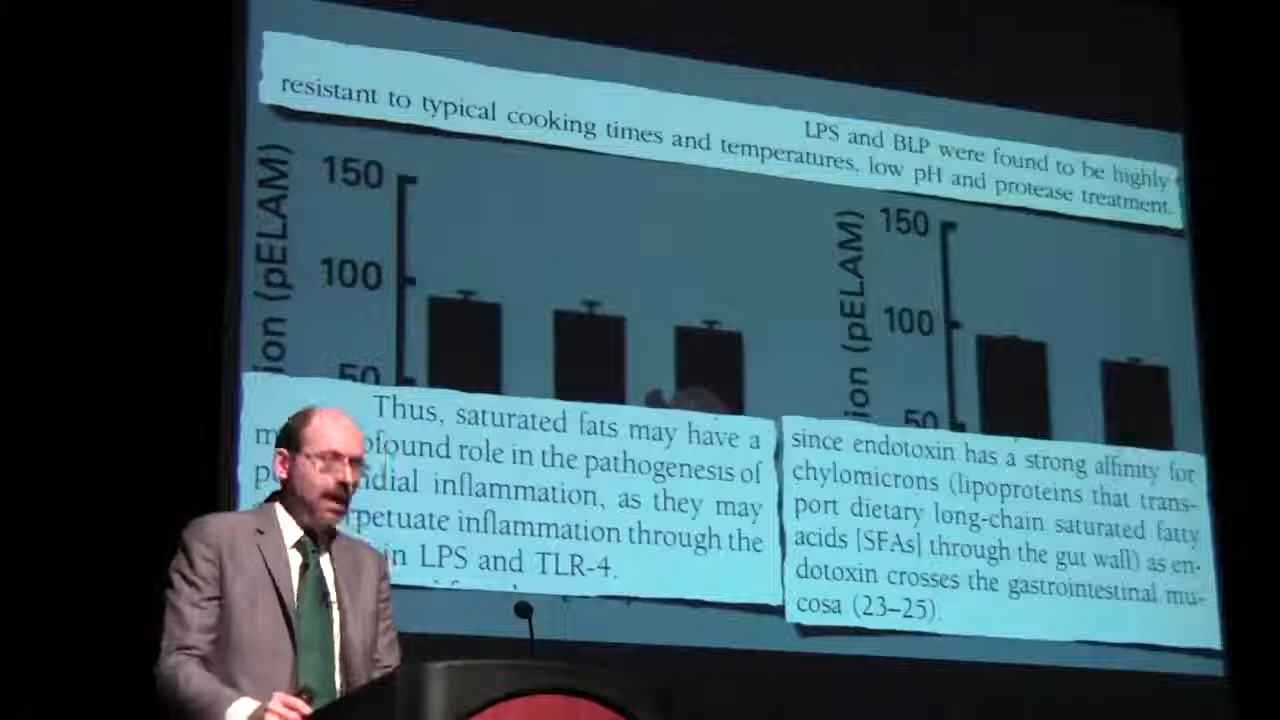 LPS and BLP were found to be highly
resistant to typical cooking times and temperatures, low pH and protease treatment.
150
100
50
ion (pELAM)
150
100
50
ion (pELAM)
Thus, saturated fats may have a
ofound role in the pathogenesis of
dial inflammation, as they may
petuate inflammation through the
in LPS and TLR-4.
since endotoxin has a strong affinity for
chylomicrons (lipoproteins that trans-
port dietary long-chain saturated fatty
acids [SFAs] through the gut wall) as en-
dotoxin crosses the gastrointestinal mu-
cosa (23–25).